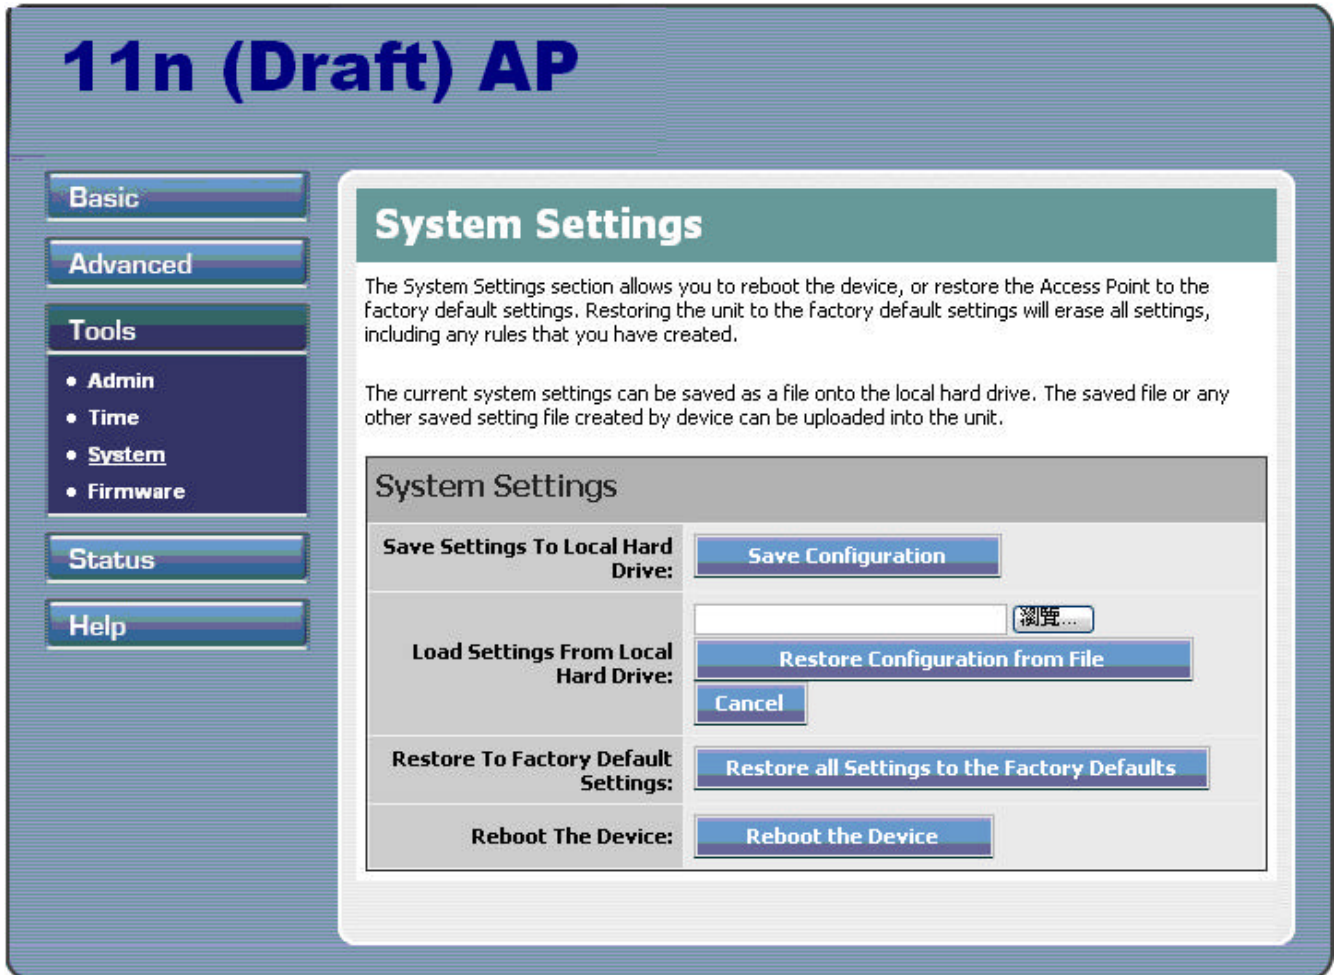 11n (Draft) AP
Basic
Advanced
Tools
Admin
Time
System
Firmware
Status
Help
System Settings
The System Settings section allows you to reboot the device, or restore the Access Point to the
factory default settings. Restoring the unit to the factory default settings will erase all settings,
including any rules that you have created.
The current system settings can be saved as a file onto the local hard drive. The saved file or any
other saved setting file created by device can be uploaded into the unit.
System Settings
Save Settings To Local Hard
Drive:
Save Configuration
Load Settings From Local
Hard Drive:
瀏覽...
Restore Configuration from File
Cancel
Restore To Factory Default
Settings:
Restore all Settings to the Factory Defaults
Reboot The Device:
Reboot the Device